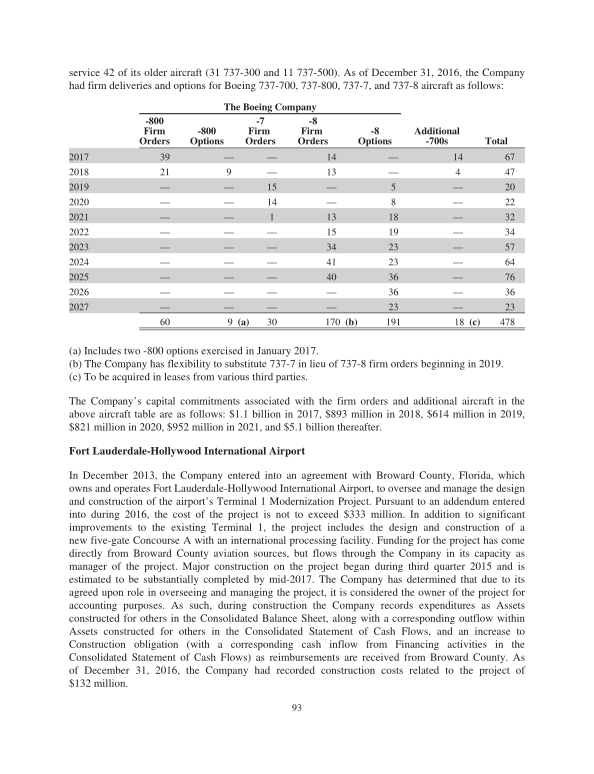 service 42 of its older aircraft (31 737-300 and 11 737-500). As of December 31, 2016, the Company
had firm deliveries and options for Boeing 737-700, 737-800, 737-7, and 737-8 aircraft as follows:
The Boeing Company
-800 Firm Orders -800 Options -7 Firm Orders -8 Firm Orders -8 Options Additional -700s Total
2017 39 — — 14 — 14 67
2018 21 9 — 13 — 4 47
2019 — — 15 — 5 — 20
2020 — — 14 — 8 — 22
2021 — — 1 13 18 — 32
2022 — — — 15 19 — 34
2023 — — — 34 23 — 57
2024 — — — 41 23 — 64
2025 — — — 40 36 — 76
2026 — — — — 36 — 36
2027 — — — — 23 — 23
60 9 (a) 30 170 (b) 191 18 (c) 478
(a) Includes two -800 options exercised in January 2017.
(b) The Company has flexibility to substitute 737-7 in lieu of 737-8 firm orders beginning in 2019.
(c) To be acquired in leases from various third parties.
The Company's capital commitments associated with the firm orders and additional aircraft in the
above aircraft table are as follows: $1.1 billion in 2017, $893 million in 2018, $614 million in 2019,
$821 million in 2020, $952 million in 2021, and $5.1 billion thereafter.
Fort Lauderdale-Hollywood International Airport
In December 2013, the Company entered into an agreement with Broward County, Florida, which
owns and operates Fort Lauderdale-Hollywood International Airport, to oversee and manage the design
and construction of the airport's Terminal 1 Modernization Project. Pursuant to an addendum entered
into during 2016, the cost of the project is not to exceed $333 million. In addition to significant
improvements to the existing Terminal 1, the project includes the design and construction of a
new five-gate Concourse A with an international processing facility. Funding for the project has come
directly from Broward County aviation sources, but flows through the Company in its capacity as
manager of the project. Major construction on the project began during third quarter 2015 and is
estimated to be substantially completed by mid-2017. The Company has determined that due to its
agreed upon role in overseeing and managing the project, it is considered the owner of the project for
accounting purposes. As such, during construction the Company records expenditures as Assets
constructed for others in the Consolidated Balance Sheet, along with a corresponding outflow within
Assets constructed for others in the Consolidated Statement of Cash Flows, and an increase to
Construction obligation (with a corresponding cash inflow from Financing activities in the
Consolidated Statement of Cash Flows) as reimbursements are received from Broward County. As
of December 31, 2016, the Company had recorded construction costs related to the project of
$132 million.
93